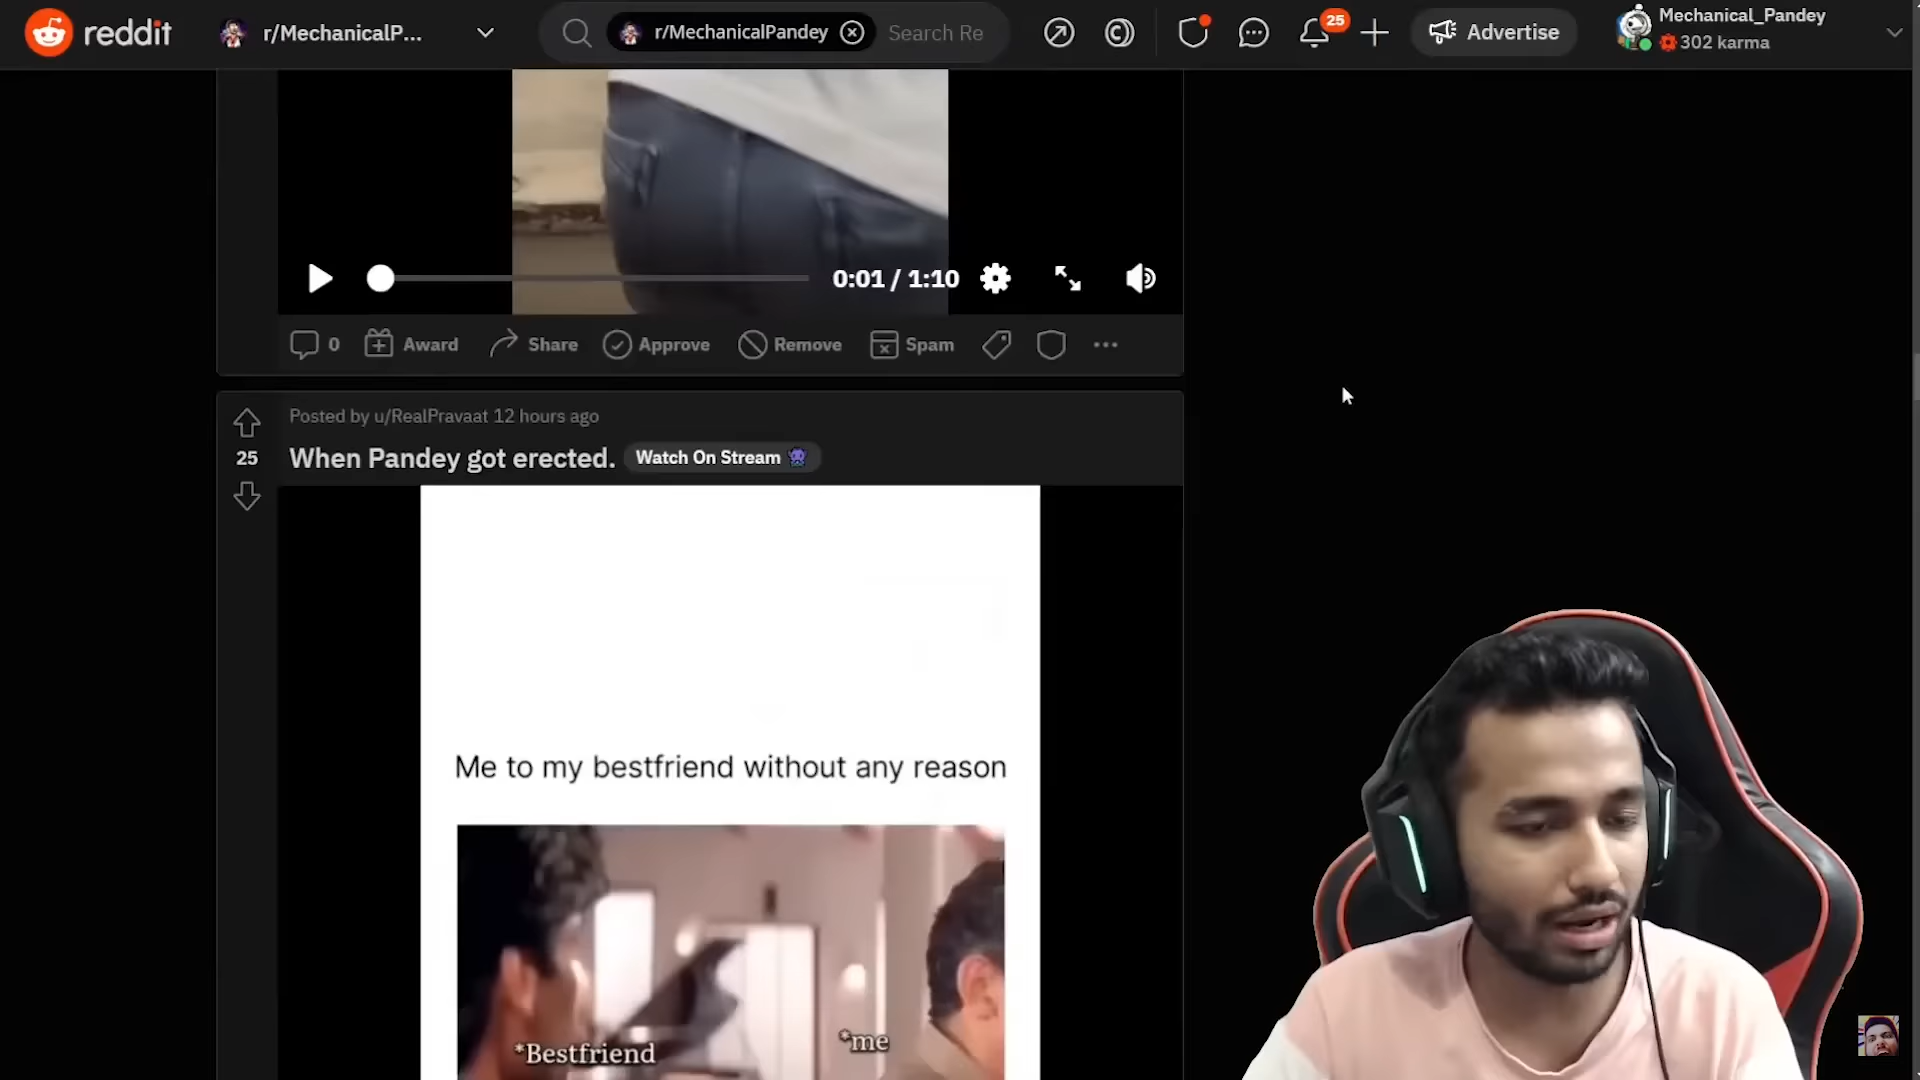 reddit
r/MechanicalP...
r/MechanicalPandey
Search Re
25
Advertise
Mechanical_Pandey
302 karma
0:01 / 1:10
0
Award
Share
Approve
Remove
Spam
Posted by u/RealPravaat 12 hours ago
25
When Pandey got erected.
Watch On Stream
Me to my bestfriend without any reason
*Bestfriend
*me